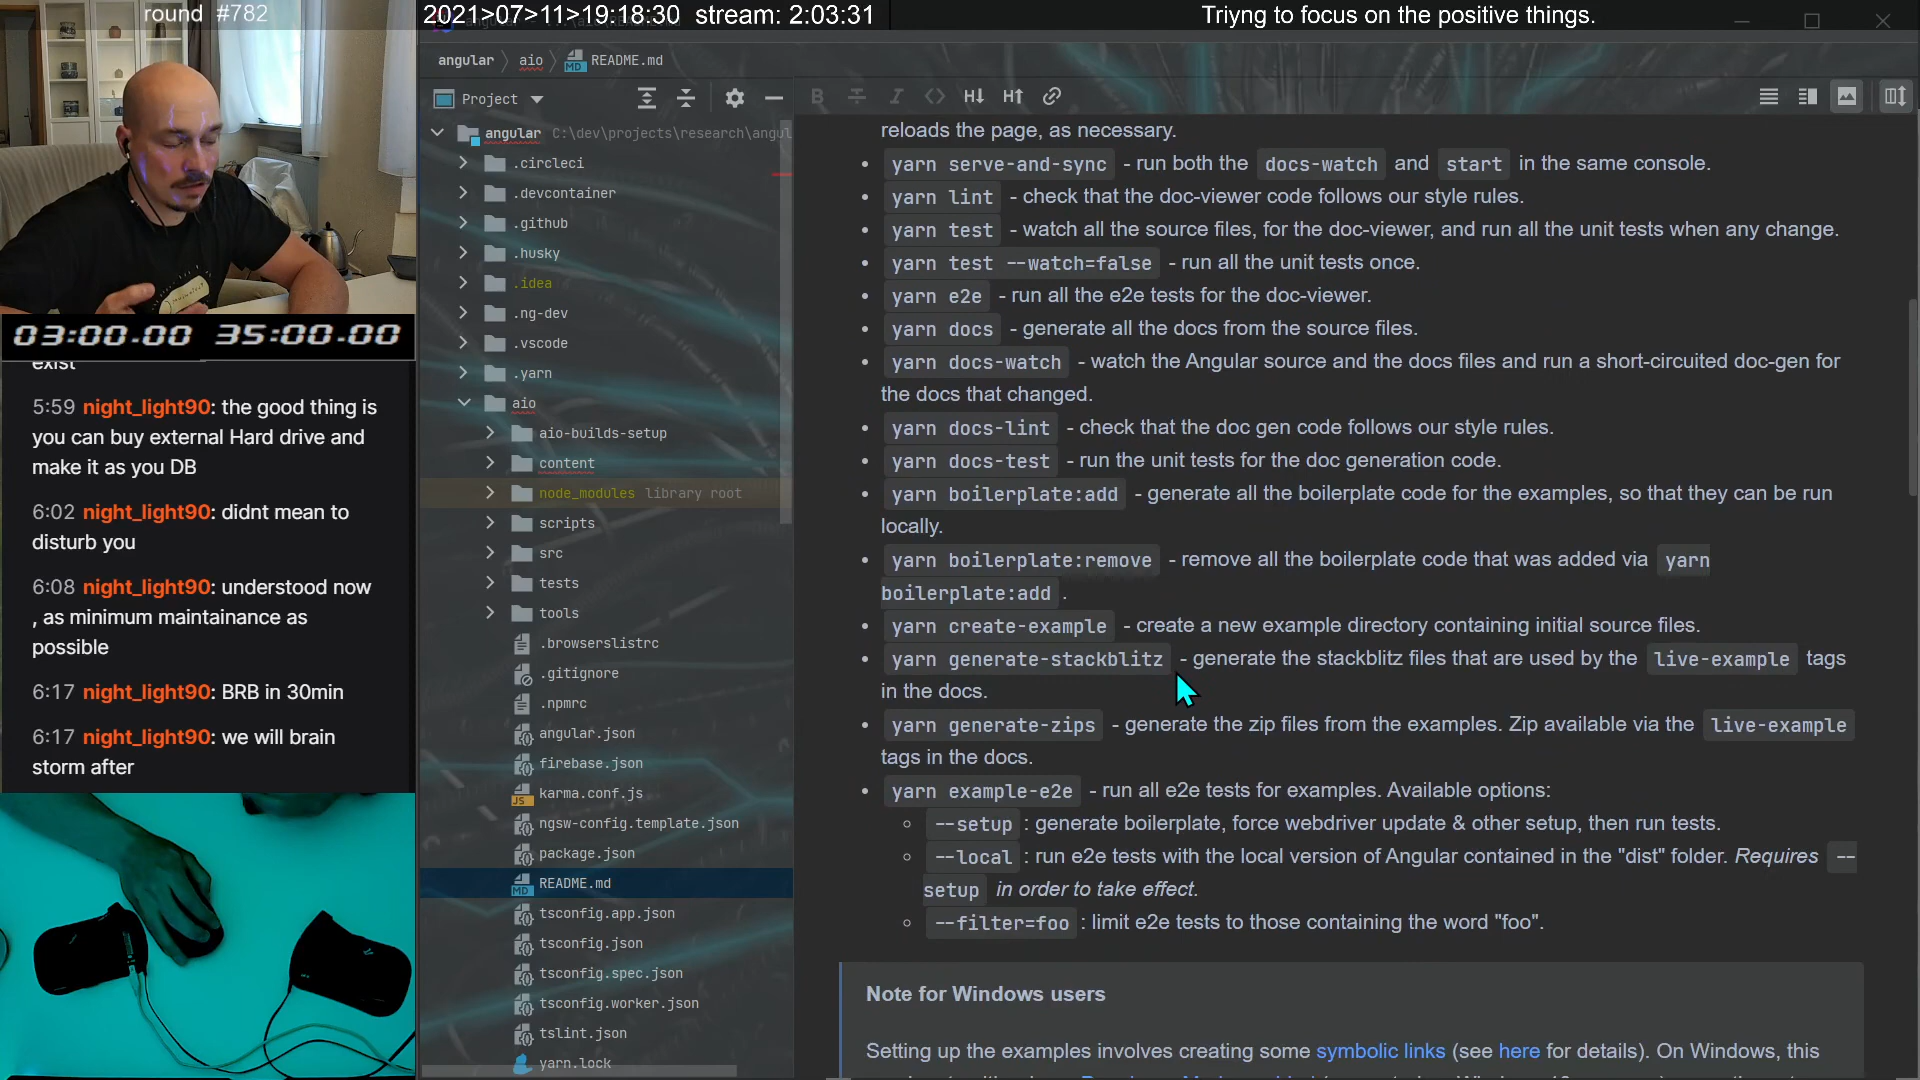 round #782
2021>07>11>19:18:30 stream: 2:03:31
Triyng to focus on the positive things.
angular
aio
README.md
Project
angular C:\dev\projects\research\angul
.circleci
.devcontainer
.github
.husky
.idea
.ng-dev
.vscode
.yarn
aio
aio-builds-setup
content
node_modules library root
scripts
src
tests
tools
.browserslistrc
.gitignore
.npmrc
angular.json
firebase.json
karma.conf.js
ngsw-config.template.json
package.json
README.md
tsconfig.app.json
tsconfig.json
tsconfig.spec.json
tsconfig.worker.json
tslint.json
yarn.lock
03:00.00 35:00.00
exist
5:59 night_light90: the good thing is
you can buy external Hard drive and
make it as you DB
6:02 night_light90: didnt mean to
disturb you
6:08 night_light90: understood now
, as minimum maintainance as
possible
6:17 night_light90: BRB in 30min
6:17 night_light90: we will brain
storm after
reloads the page, as necessary.
yarn serve-and-sync - run both the docs-watch and start in the same console.
yarn lint - check that the doc-viewer code follows our style rules.
yarn test - watch all the source files, for the doc-viewer, and run all the unit tests when any change.
yarn test --watch=false - run all the unit tests once.
yarn e2e - run all the e2e tests for the doc-viewer.
yarn docs - generate all the docs from the source files.
yarn docs-watch - watch the Angular source and the docs files and run a short-circuited doc-gen for
the docs that changed.
yarn docs-lint - check that the doc gen code follows our style rules.
yarn docs-test - run the unit tests for the doc generation code.
yarn boilerplate:add - generate all the boilerplate code for the examples, so that they can be run
locally.
yarn boilerplate:remove - remove all the boilerplate code that was added via yarn
boilerplate:add .
yarn create-example - create a new example directory containing initial source files.
yarn generate-stackblitz - generate the stackblitz files that are used by the live-example tags
in the docs.
yarn generate-zips - generate the zip files from the examples. Zip available via the live-example
tags in the docs.
yarn example-e2e - run all e2e tests for examples. Available options:
--setup : generate boilerplate, force webdriver update & other setup, then run tests.
--local : run e2e tests with the local version of Angular contained in the "dist" folder. Requires --
setup in order to take effect.
--filter=foo : limit e2e tests to those containing the word "foo".
Note for Windows users
Setting up the examples involves creating some symbolic links (see here for details). On Windows, this